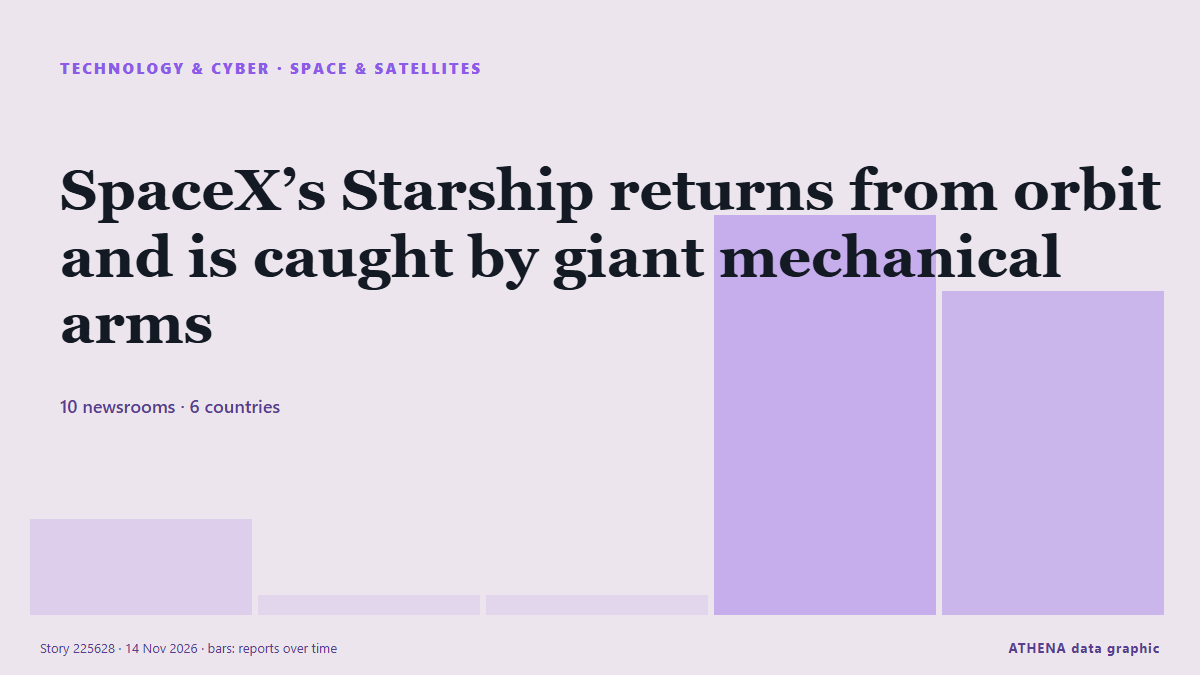 TECHNOLOGY & CYBER · SPACE & SATELLITES
SpaceX’s Starship returns from orbit
and is caught by giant mechanical
arms
10 newsrooms · 6 countries
Story 225628 · 14 Nov 2026 · bars: reports over time
ATHENA data graphic